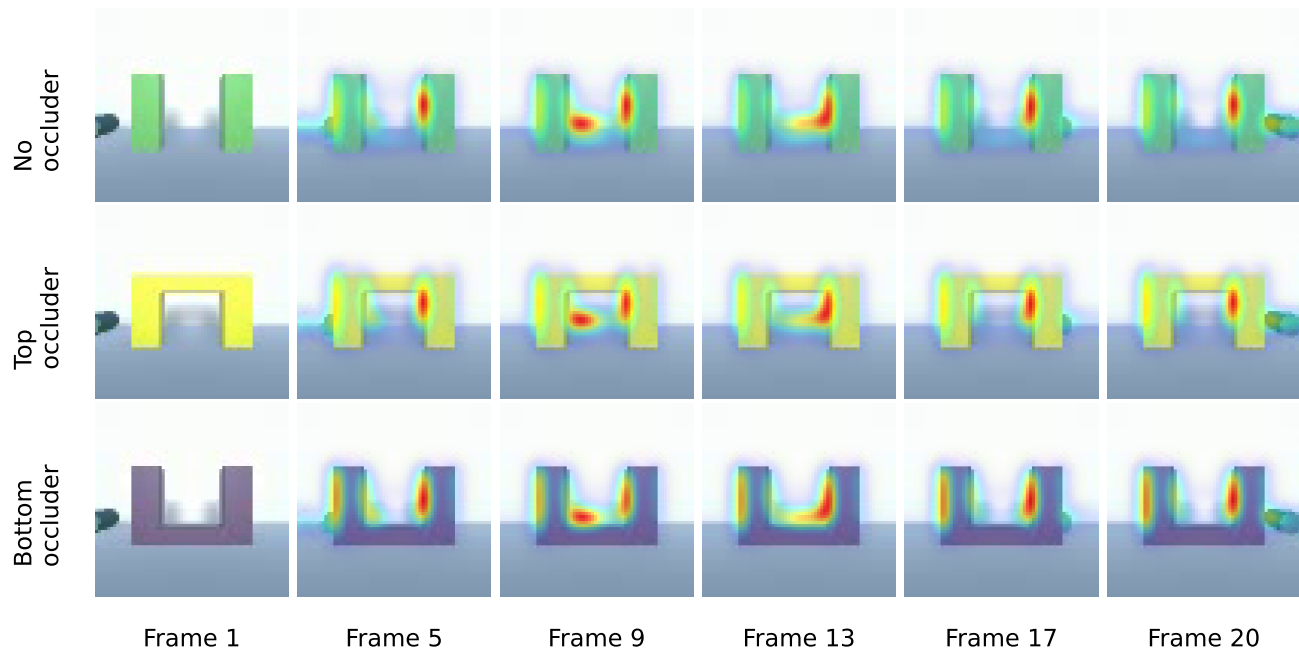 No
occluder
Top
occluder
Bottom
occluder
Frame 1
Frame 5
Frame 9
Frame 13
Frame 17
Frame 20